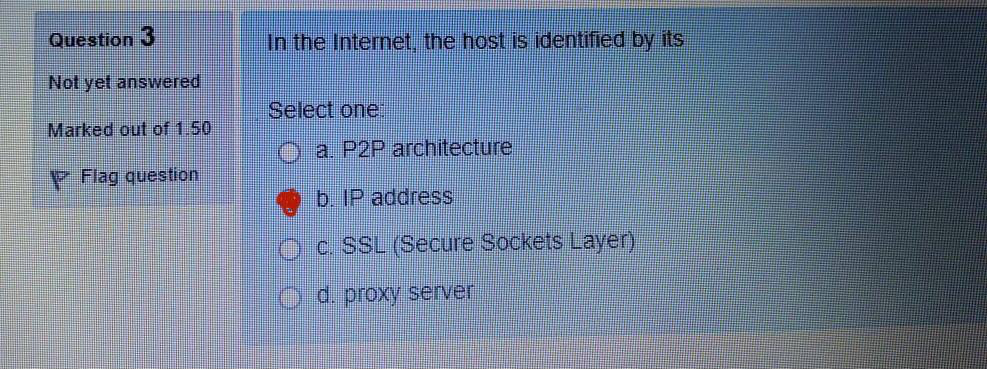 Question 3
Not yet answered
Marked out of 1.50
Flag question
In the Internet, the host is identified by its
Select one:
a. P2P architecture
b. IP address
c. SSL (Secure Sockets Layer)
d. proxy server